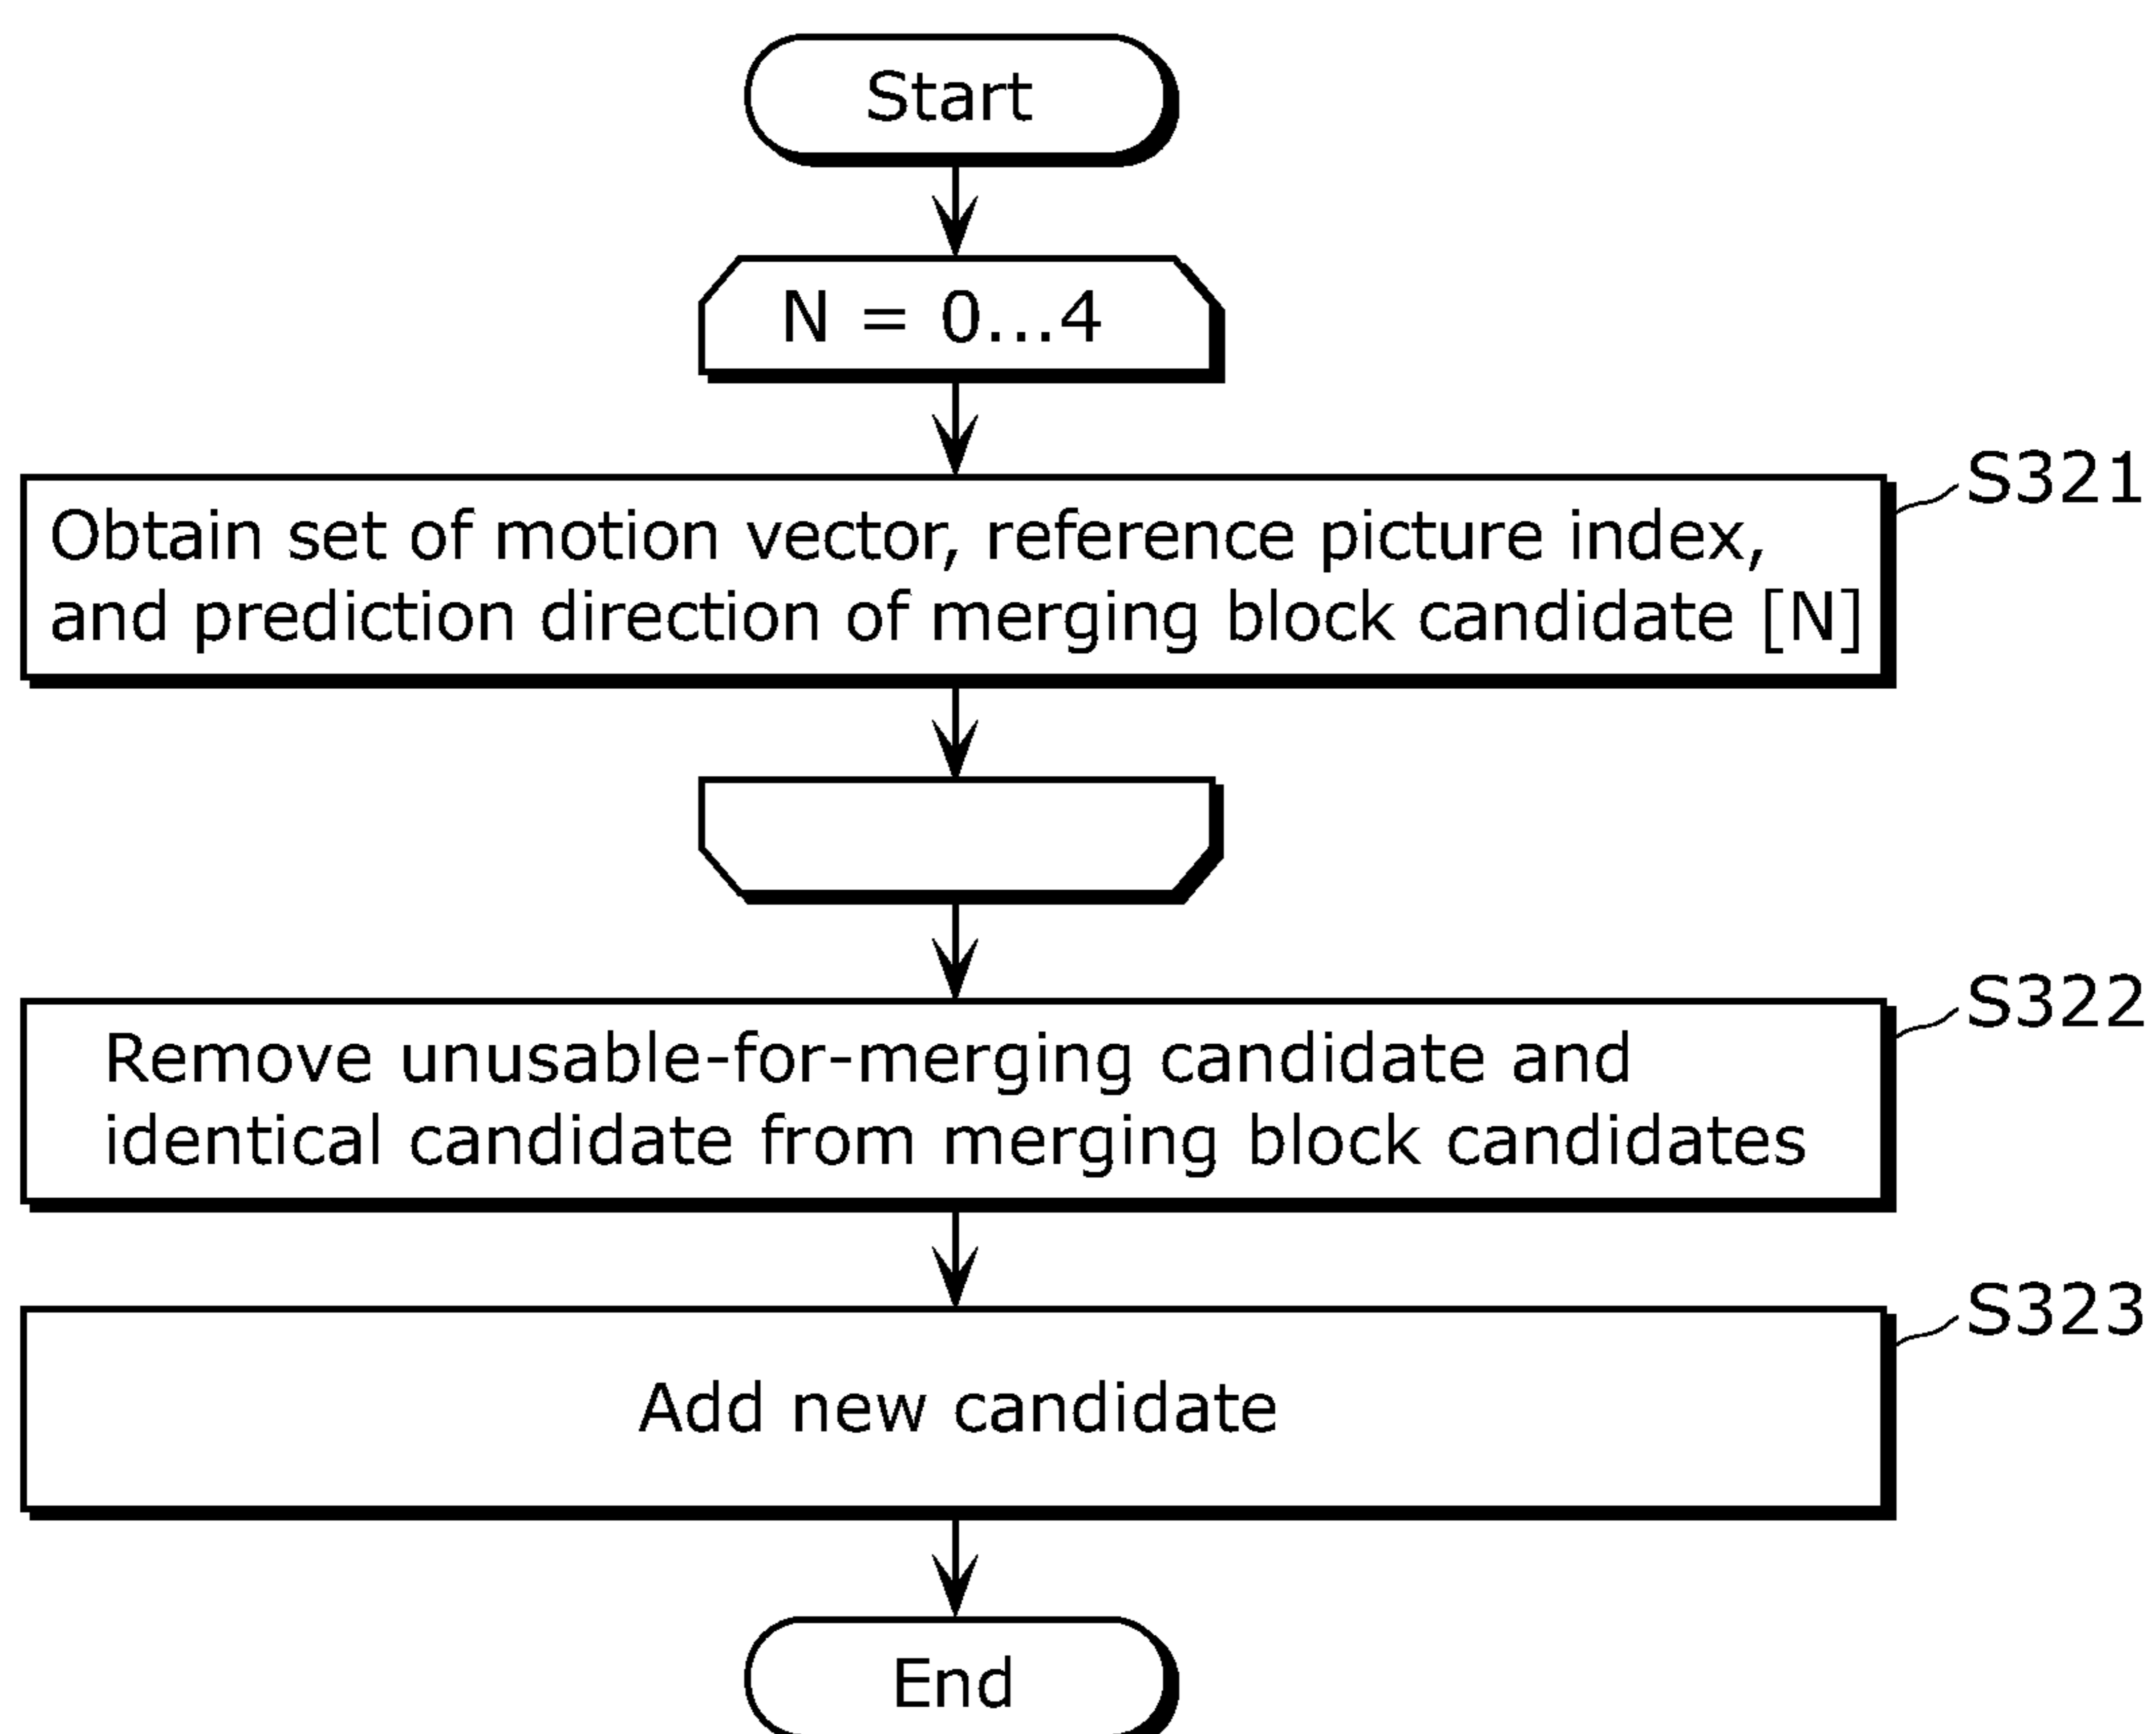 Start
N = 0...4
S321
Obtain set of motion vector, reference picture index,
and prediction direction of merging block candidate [N]
S322
Remove unusable-for-merging candidate and
identical candidate from merging block candidates
S323
Add new candidate
End